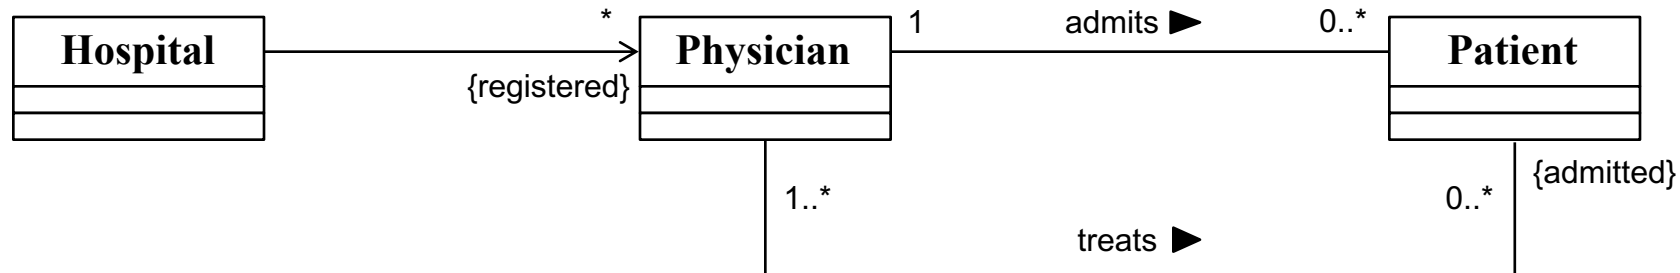 * 1 admits ► 0..*
Hospital Physician Patient
{registered}
{admitted}
1..* 0..*
treats ►